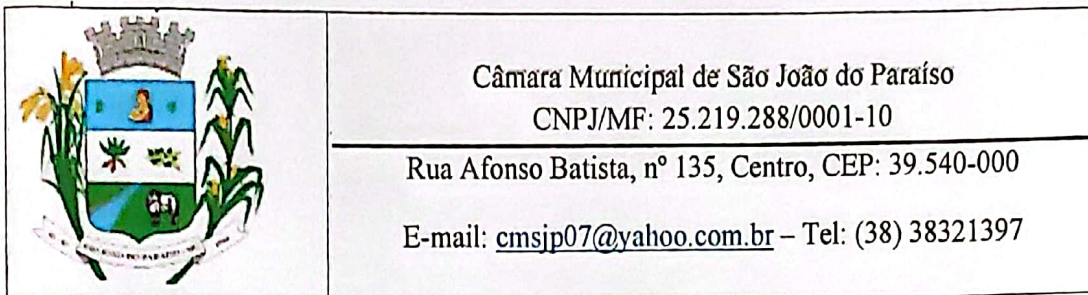 Câmara Municipal de São João do Paraíso
CNPJ/MF: 25.219.288/0001-10
Rua Afonso Batista, nº 135, Centro, CEP: 39.540-000
E-mail: cmsjp07@yahoo.com.br – Tel: (38) 38321397